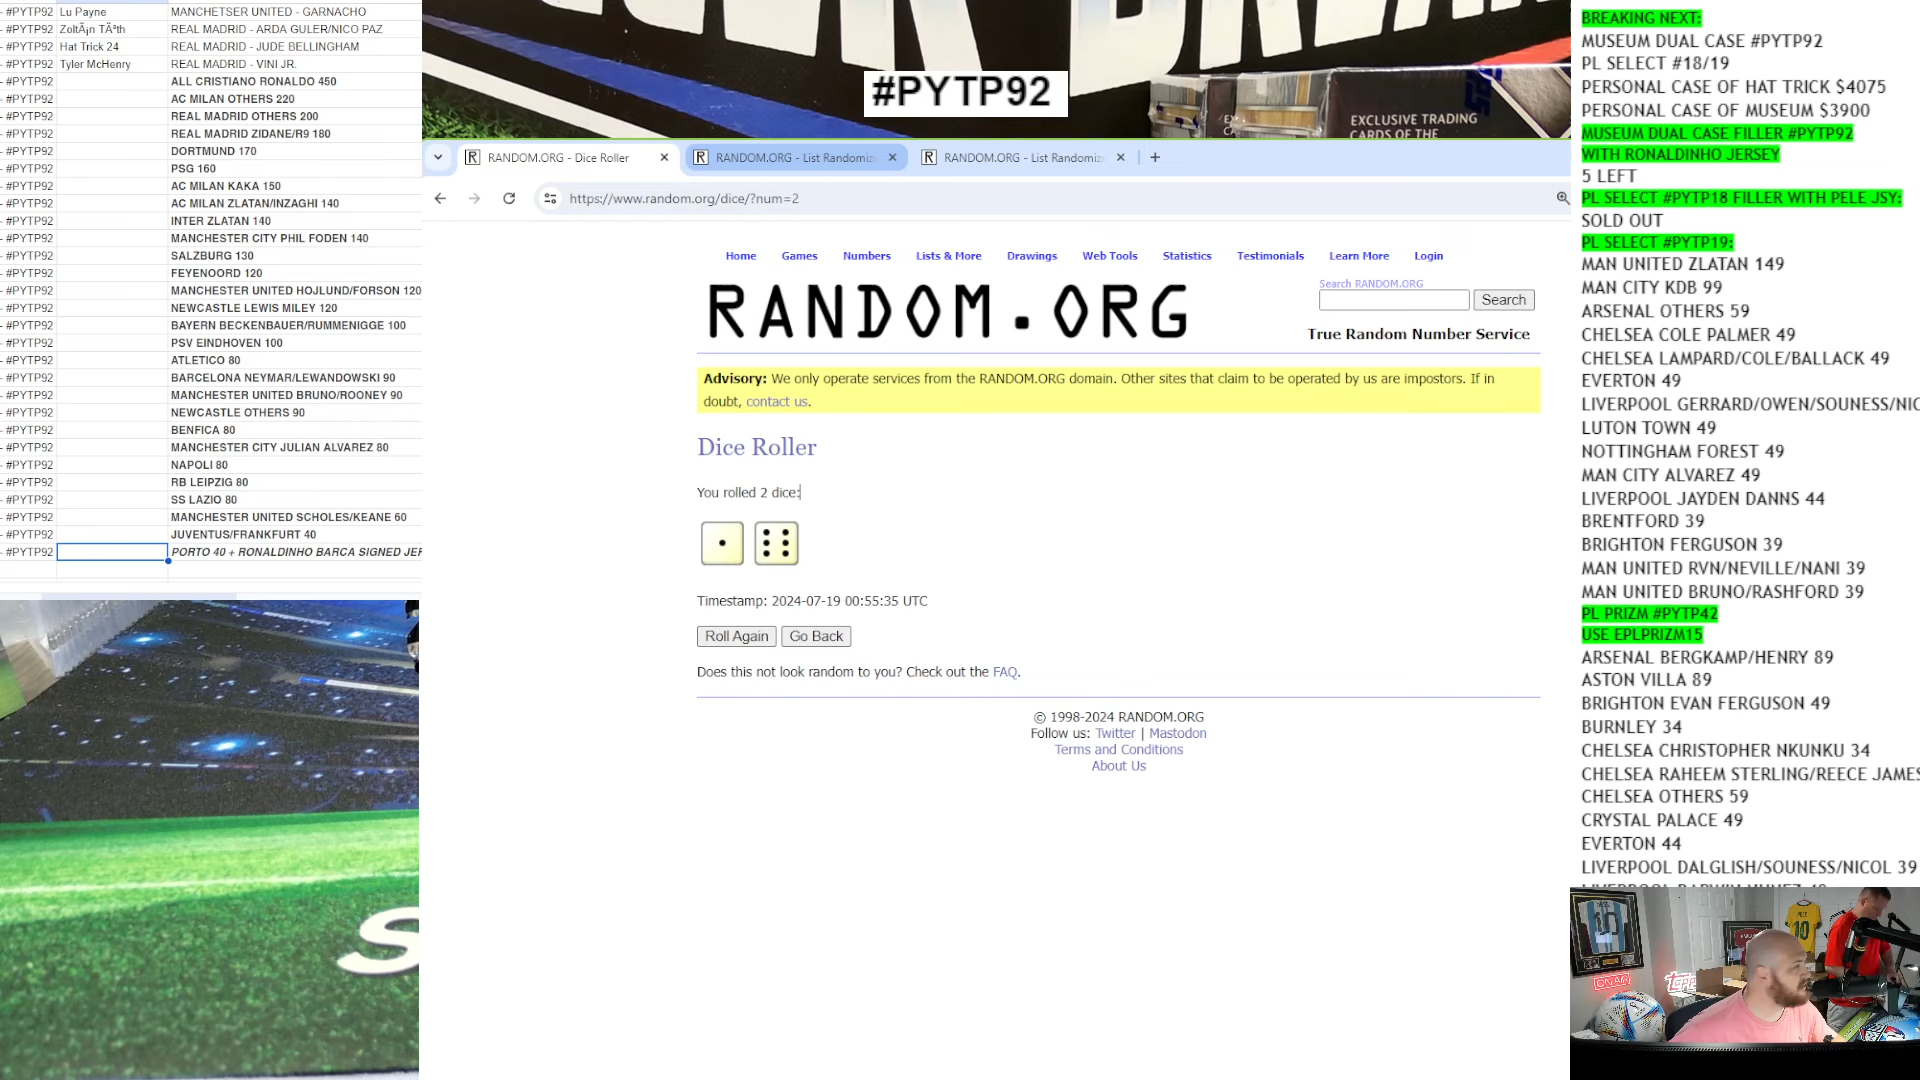 #PYTP92 Lu Payne MANCHETSER UNITED - GARNACHO
#PYTP92 ZoltÃ¡n TÃ³th REAL MADRID - ARDA GULER/NICO PAZ
#PYTP92 Hat Trick 24 REAL MADRID - JUDE BELLINGHAM
#PYTP92 Tyler McHenry REAL MADRID - VINI JR.
#PYTP92 ALL CRISTIANO RONALDO 450
#PYTP92 AC MILAN OTHERS 220
#PYTP92 REAL MADRID OTHERS 200
#PYTP92 REAL MADRID ZIDANE/R9 180
#PYTP92 DORTMUND 170
#PYTP92 PSG 160
#PYTP92 AC MILAN KAKA 150
#PYTP92 AC MILAN ZLATAN/INZAGHI 140
#PYTP92 INTER ZLATAN 140
#PYTP92 MANCHESTER CITY PHIL FODEN 140
#PYTP92 SALZBURG 130
#PYTP92 FEYENOORD 120
#PYTP92 MANCHESTER UNITED HOJLUND/FORSON 120
#PYTP92 NEWCASTLE LEWIS MILEY 120
#PYTP92 BAYERN BECKENBAUER/RUMMENIGGE 100
#PYTP92 PSV EINDHOVEN 100
#PYTP92 ATLETICO 80
#PYTP92 BARCELONA NEYMAR/LEWANDOWSKI 90
#PYTP92 MANCHESTER UNITED BRUNO/ROONEY 90
#PYTP92 NEWCASTLE OTHERS 90
#PYTP92 BENFICA 80
#PYTP92 MANCHESTER CITY JULIAN ALVAREZ 80
#PYTP92 NAPOLI 80
#PYTP92 RB LEIPZIG 80
#PYTP92 SS LAZIO 80
#PYTP92 MANCHESTER UNITED SCHOLES/KEANE 60
#PYTP92 JUVENTUS/FRANKFURT 40
#PYTP92 PORTO 40 + RONALDINHO BARCA SIGNED JER
#PYTP92
EXCLUSIVE TRADING
CARDS OF THE
RANDOM.ORG - Dice Roller
RANDOM.ORG - List Randomiz
RANDOM.ORG - List Randomiz
https://www.random.org/dice/?num=2
Home Games Numbers Lists & More Drawings Web Tools Statistics Testimonials Learn More Login
RANDOM.ORG
Search RANDOM.ORG
Search
True Random Number Service
Advisory: We only operate services from the RANDOM.ORG domain. Other sites that claim to be operated by us are impostors. If in
doubt, contact us.
Dice Roller
You rolled 2 dice:
Timestamp: 2024-07-19 00:55:35 UTC
Roll Again Go Back
Does this not look random to you? Check out the FAQ.
© 1998-2024 RANDOM.ORG
Follow us: Twitter | Mastodon
Terms and Conditions
About Us
BREAKING NEXT:
MUSEUM DUAL CASE #PYTP92
PL SELECT #18/19
PERSONAL CASE OF HAT TRICK $4075
PERSONAL CASE OF MUSEUM $3900
MUSEUM DUAL CASE FILLER #PYTP92
WITH RONALDINHO JERSEY
5 LEFT
PL SELECT #PYTP18 FILLER WITH PELE JSY:
SOLD OUT
PL SELECT #PYTP19:
MAN UNITED ZLATAN 149
MAN CITY KDB 99
ARSENAL OTHERS 59
CHELSEA COLE PALMER 49
CHELSEA LAMPARD/COLE/BALLACK 49
EVERTON 49
LIVERPOOL GERRARD/OWEN/SOUNESS/NIC
LUTON TOWN 49
NOTTINGHAM FOREST 49
MAN CITY ALVAREZ 49
LIVERPOOL JAYDEN DANNS 44
BRENTFORD 39
BRIGHTON FERGUSON 39
MAN UNITED RVN/NEVILLE/NANI 39
MAN UNITED BRUNO/RASHFORD 39
PL PRIZM #PYTP42
USE EPLPRIZM15
ARSENAL BERGKAMP/HENRY 89
ASTON VILLA 89
BRIGHTON EVAN FERGUSON 49
BURNLEY 34
CHELSEA CHRISTOPHER NKUNKU 34
CHELSEA RAHEEM STERLING/REECE JAMES
CHELSEA OTHERS 59
CRYSTAL PALACE 49
EVERTON 44
LIVERPOOL DALGLISH/SOUNESS/NICOL 39
ON AIR
topps
10
10